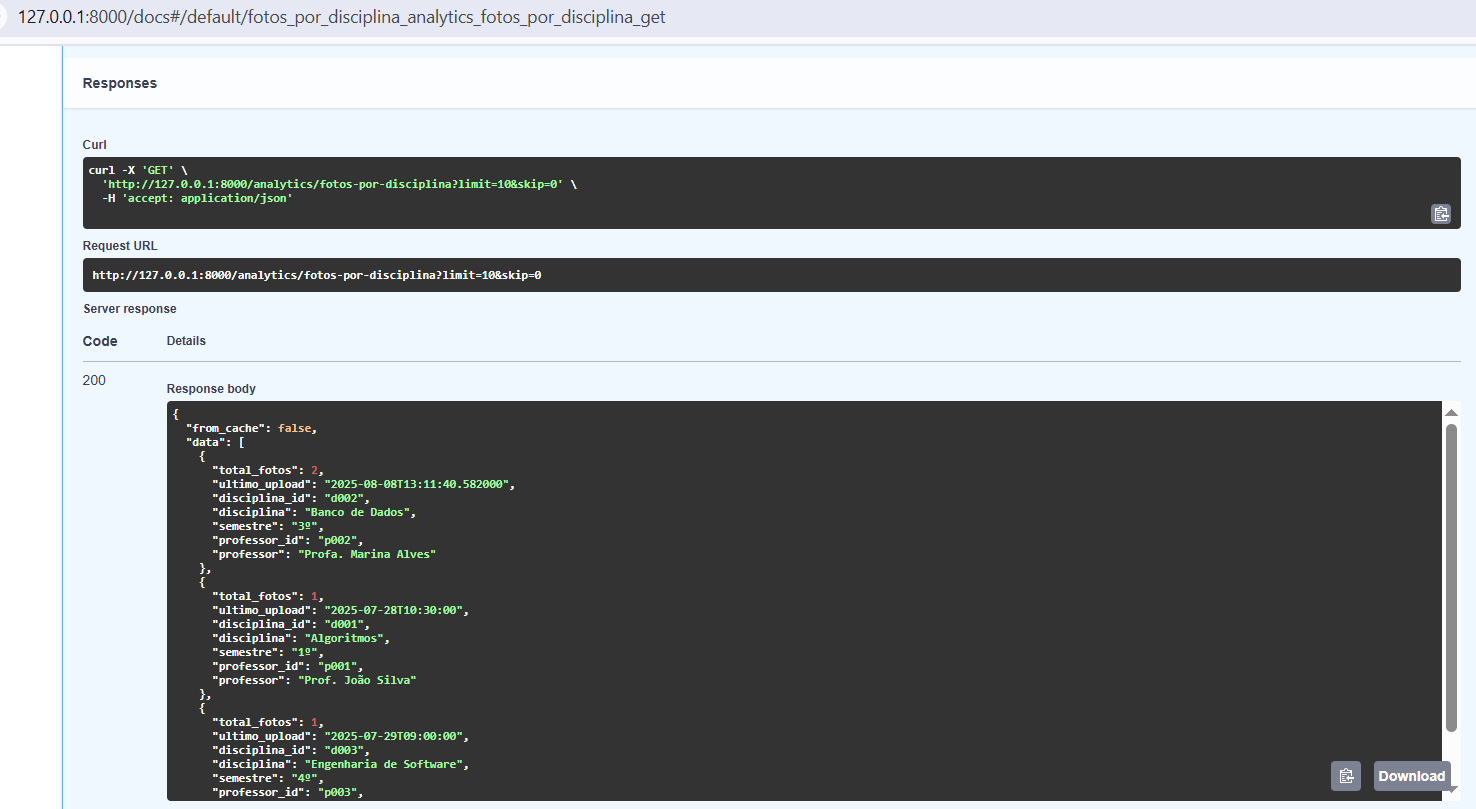 127.0.0.1:8000/docs#/default/fotos_por_disciplina_analytics_fotos_por_disciplina_get
Responses
Curl
curl -X 'GET' \
  'http://127.0.0.1:8000/analytics/fotos-por-disciplina?limit=10&skip=0' \
  -H 'accept: application/json'
Request URL
http://127.0.0.1:8000/analytics/fotos-por-disciplina?limit=10&skip=0
Server response
Code Details
200
Response body
{
  "from_cache": false,
  "data": [
    {
      "total_fotos": 2,
      "ultimo_upload": "2025-08-08T13:11:40.582000",
      "disciplina_id": "d002",
      "disciplina": "Banco de Dados",
      "semestre": "3º",
      "professor_id": "p002",
      "professor": "Profa. Marina Alves"
    },
    {
      "total_fotos": 1,
      "ultimo_upload": "2025-07-28T10:30:00",
      "disciplina_id": "d001",
      "disciplina": "Algoritmos",
      "semestre": "1º",
      "professor_id": "p001",
      "professor": "Prof. João Silva"
    },
    {
      "total_fotos": 1,
      "ultimo_upload": "2025-07-29T09:00:00",
      "disciplina_id": "d003",
      "disciplina": "Engenharia de Software",
      "semestre": "4º",
      "professor_id": "p003",
Download